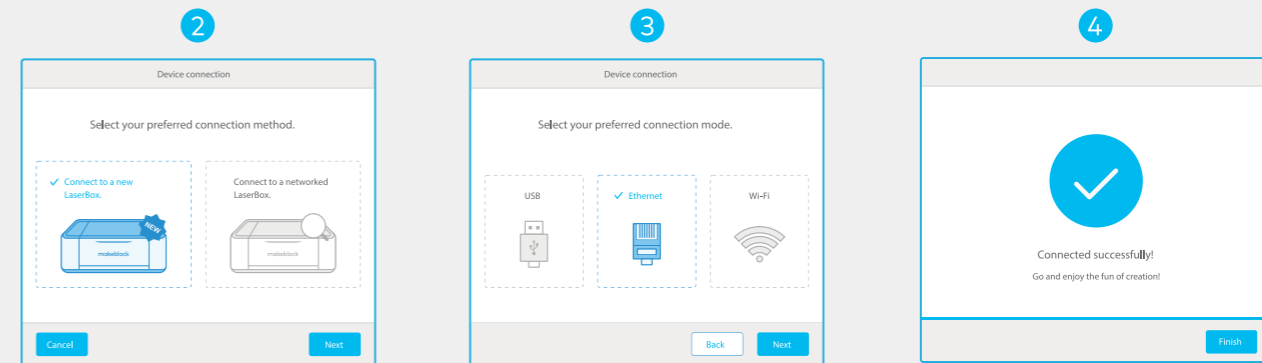 2
Device connection
Select your preferred connection method.
Connect to a new
LaserBox.
NEW
makeblock
Connect to a networked
LaserBox.
makeblock
Cancel
Next
3
Device connection
Select your preferred connection mode.
USB
Ethernet
Wi-Fi
Back
Next
4
Connected successfully!
Go and enjoy the fun of creation!
Finish